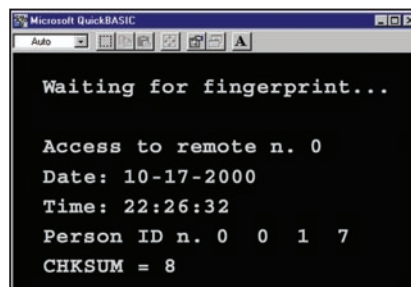 Microsoft QuickBASIC
Auto
A
Waiting for fingerprint...
Access to remote n. 0
Date: 10-17-2000
Time: 22:26:32
Person ID n. 0 0 1 7
CHKSUM = 8